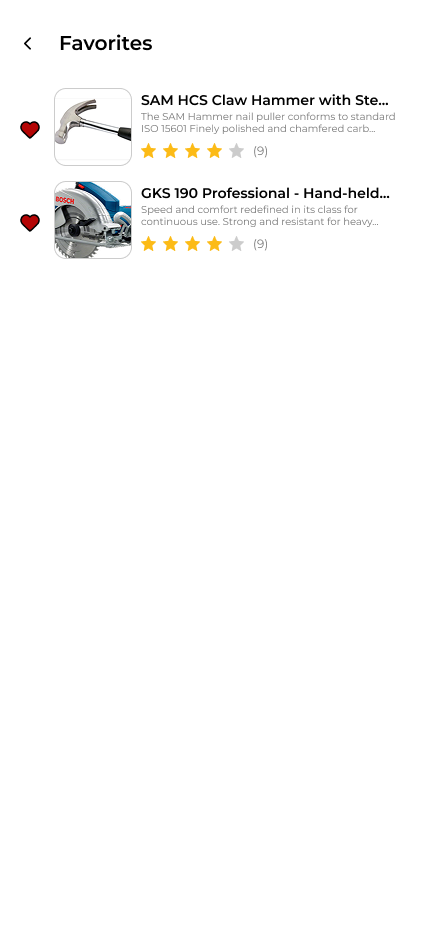 Favorites
SAM HCS Claw Hammer with Ste...
The SAM Hammer nail puller conforms to standard
ISO 15601 Finely polished and chamfered carb...
(9)
GKS 190 Professional - Hand-held...
BOSCH
Speed and comfort redefined in its class for
continuous use. Strong and resistant for heavy...
(9)